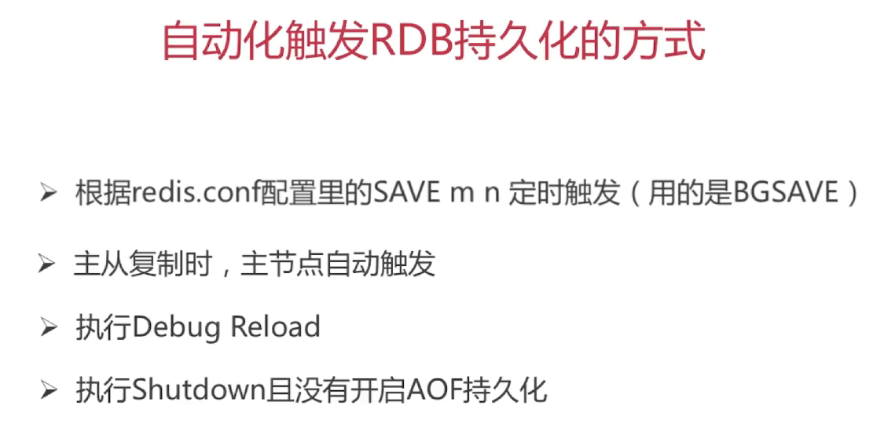 自动化触发RDB持久化的方式
➢ 根据redis.conf配置里的SAVE m n 定时触发（用的是BGSAVE）
➢ 主从复制时，主节点自动触发
➢ 执行Debug Reload
➢ 执行Shutdown且没有开启AOF持久化